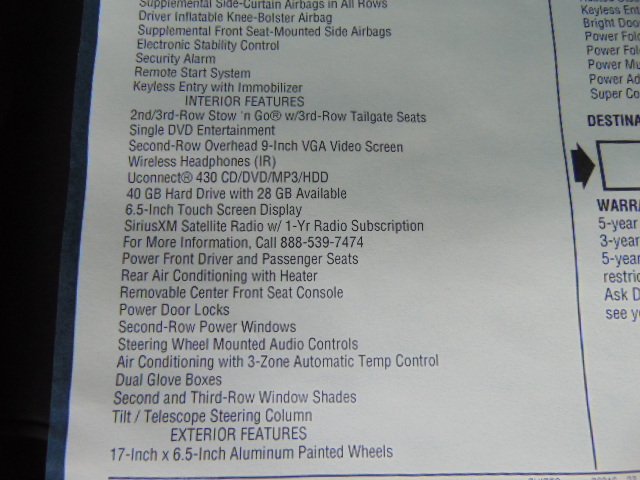 Supplemental Side-Curtain Airbags in All Rows
Driver Inflatable Knee-Bolster Airbag
Supplemental Front Seat-Mounted Side Airbags
Electronic Stability Control
Security Alarm
Remote Start System
Keyless Entry with Immobilizer
INTERIOR FEATURES
2nd/3rd-Row Stow 'n Go® w/3rd-Row Tailgate Seats
Single DVD Entertainment
Second-Row Overhead 9-Inch VGA Video Screen
Wireless Headphones (IR)
Uconnect® 430 CD/DVD/MP3/HDD
40 GB Hard Drive with 28 GB Available
6.5-Inch Touch Screen Display
SiriusXM Satellite Radio w/ 1-Yr Radio Subscription
For More Information, Call 888-539-7474
Power Front Driver and Passenger Seats
Rear Air Conditioning with Heater
Removable Center Front Seat Console
Power Door Locks
Second-Row Power Windows
Steering Wheel Mounted Audio Controls
Air Conditioning with 3-Zone Automatic Temp Control
Dual Glove Boxes
Second and Third-Row Window Shades
Tilt / Telescope Steering Column
EXTERIOR FEATURES
17-Inch x 6.5-Inch Aluminum Painted Wheels
Keyless Ent
Bright Doo
Power Fold
Power Fol
Power Mu
Power Ad
Super Co
DESTINA
WARRA
5-year
3-year
5-yea
restric
Ask D
see y